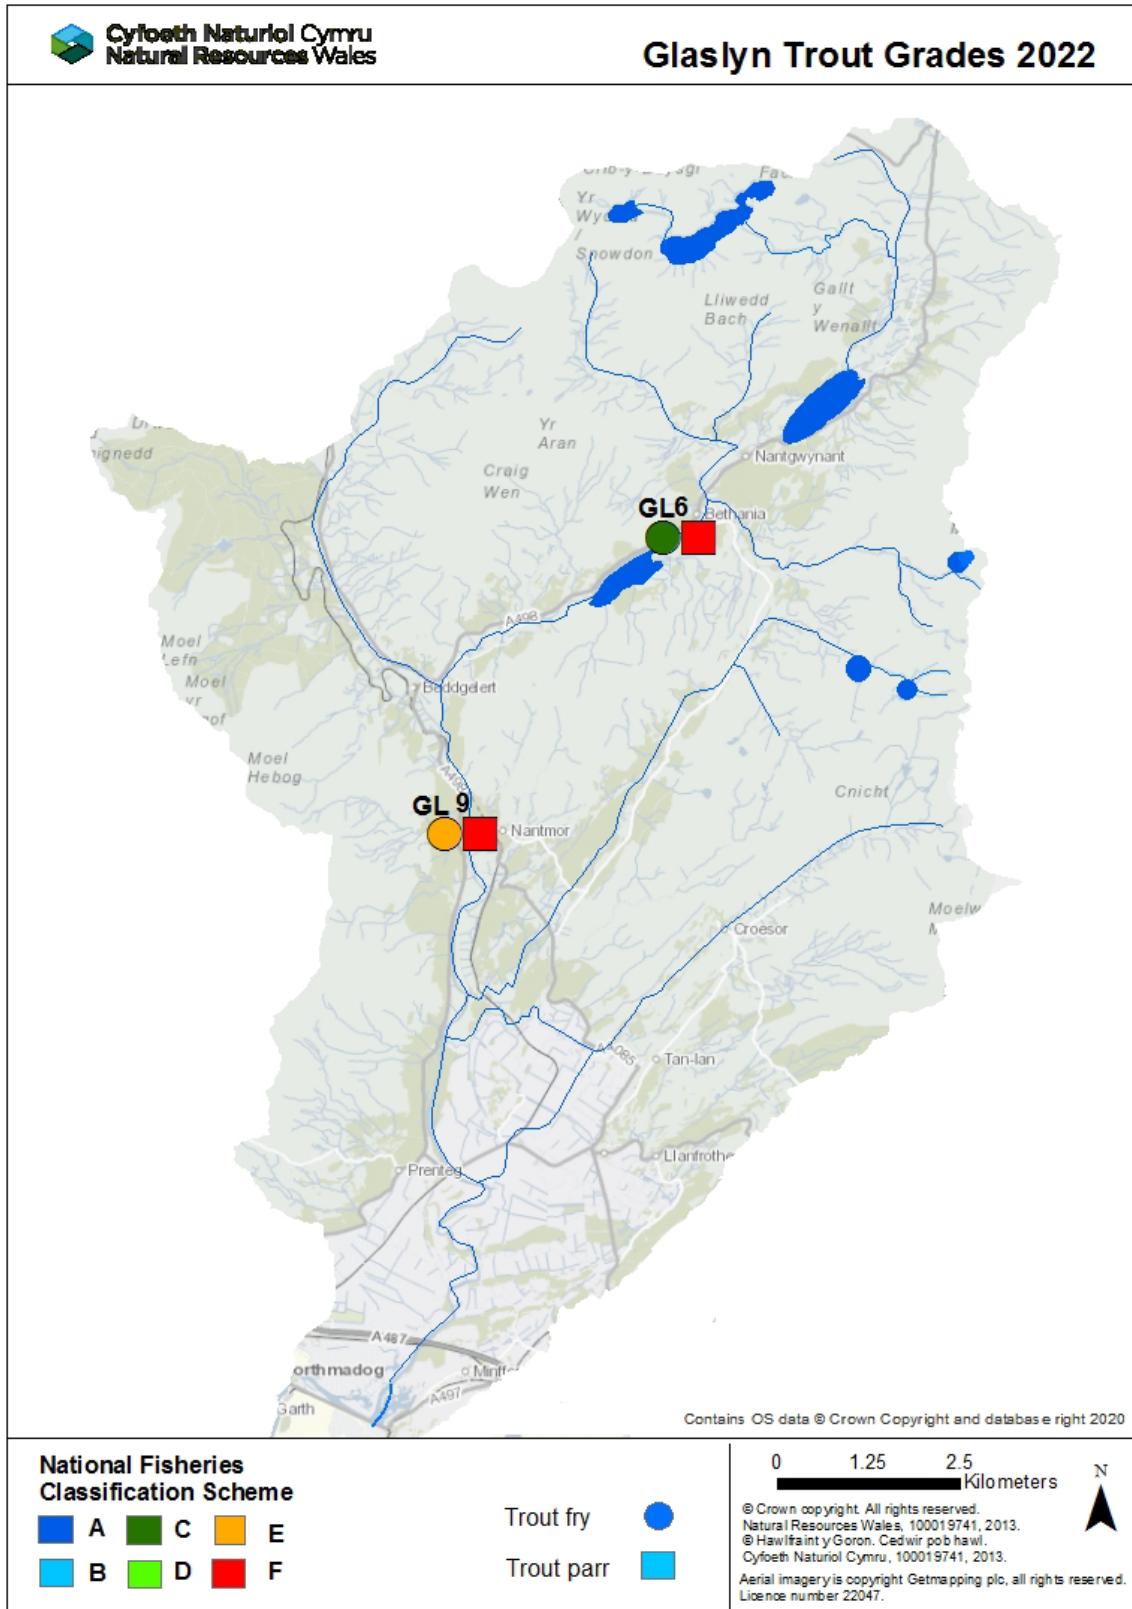 Cyfoeth Naturiol Cymru
Natural Resources Wales
Glaslyn Trout Grades 2022
Yr
Snowdon
Lliwedd
Bach
Gallt
y
Wenallt
Yr
Aran
Craig
Wen
Nantgwynant
GL6
Bethania
A498
Moel
Lefn
Moel
yr
Beddgelert
Moel
Hebog
A498
Cnicht
GL 9
Nantmor
Croesor
Tan-lan
Llanfrothe
Prenteg
A487
orthmadog
Minffo
A497
Garth
Contains OS data © Crown Copyright and database right 2020
National Fisheries
Classification Scheme
A C E
B D F
Trout fry
Trout parr
0 1.25 2.5
Kilometers
N
© Crown copyright. All rights reserved.
Natural Resources Wales, 100019741, 2013.
© Hawlfraint y Goron. Cedwir pob hawl.
Cyfoeth Naturiol Cymru, 100019741, 2013.
Aerial imagery is copyright Getmapping plc, all rights reserved.
Licence number 22047.